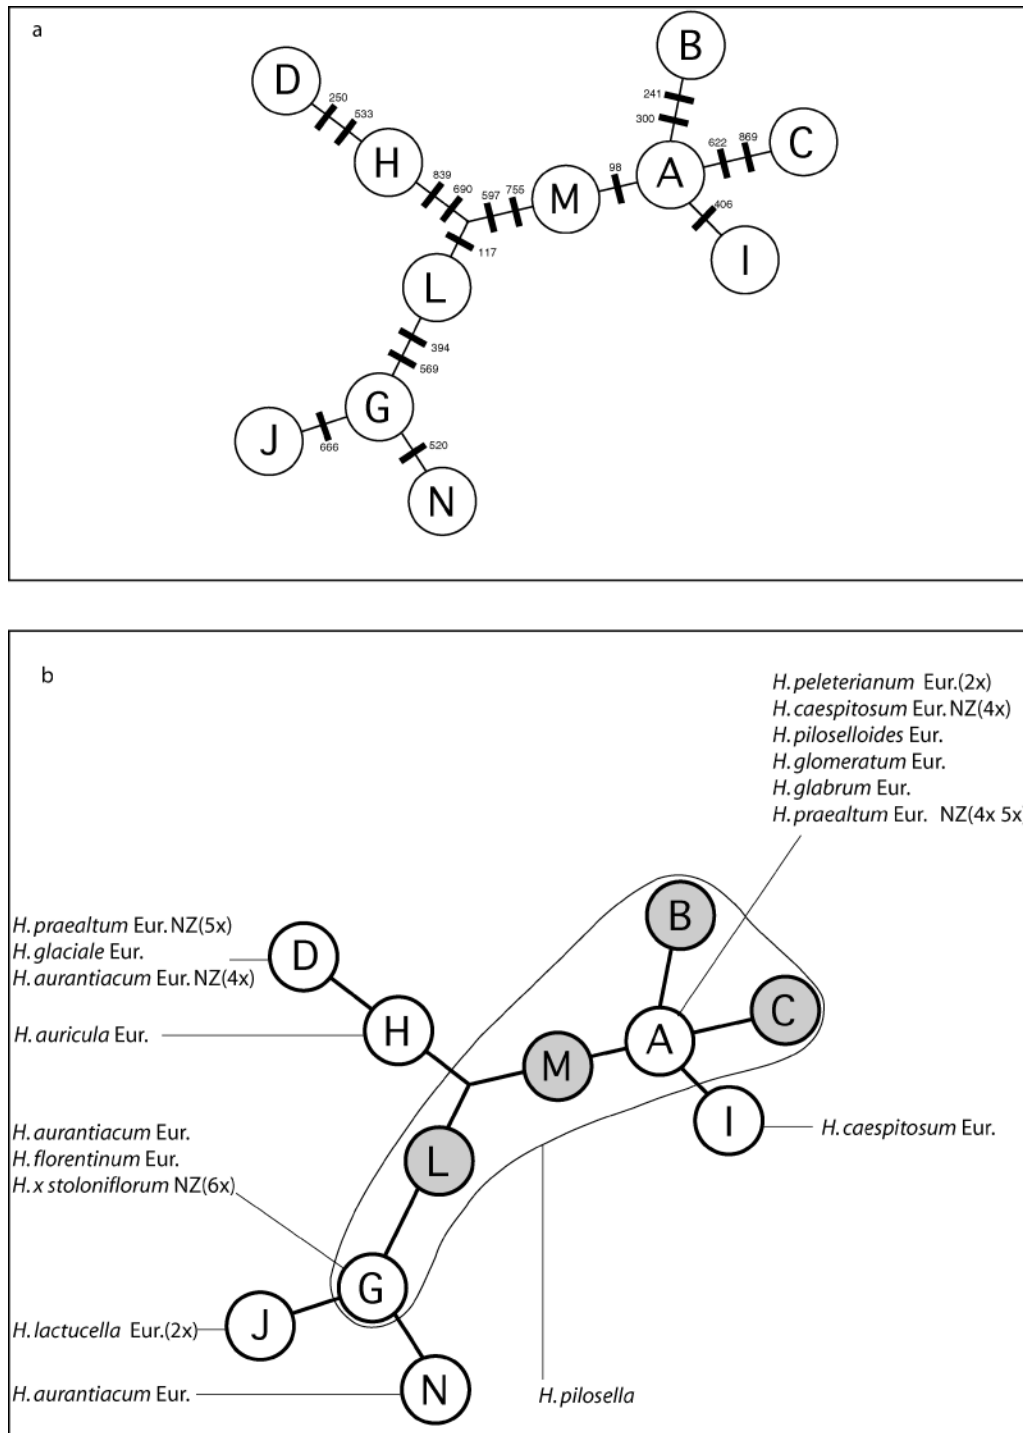 a
B
D
250
533
241
300
H
622
869
C
839
690
597
755
M
98
A
406
117
I
L
394
569
G
J
666
520
N
b
H. peleterianum Eur.(2x)
H. caespitosum Eur. NZ(4x)
H. piloselloides Eur.
H. glomeratum Eur.
H. glabrum Eur.
H. praealtum Eur. NZ(4x 5x)
B
H. praealtum Eur. NZ(5x)
H. glaciale Eur.
H. aurantiacum Eur. NZ(4x)
D
C
H. auricula Eur.
H
A
M
I
H. caespitosum Eur.
H. aurantiacum Eur.
H. florentinum Eur.
H. x stoloniflorum NZ(6x)
L
G
H. lactucella Eur.(2x)
J
H. aurantiacum Eur.
N
H. pilosella